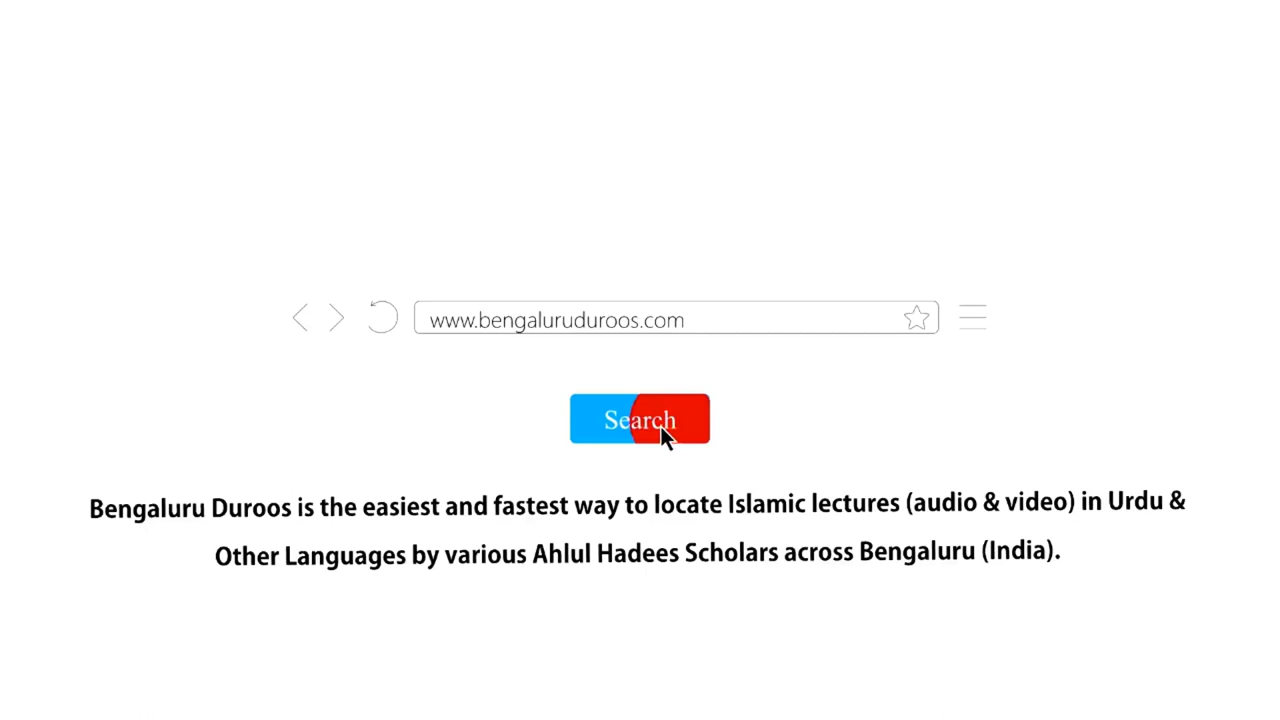 www.bengaluruduroos.com
Search
Bengaluru Duroos is the easiest and fastest way to locate Islamic lectures (audio & video) in Urdu &
Other Languages by various Ahlul Hadees Scholars across Bengaluru (India).